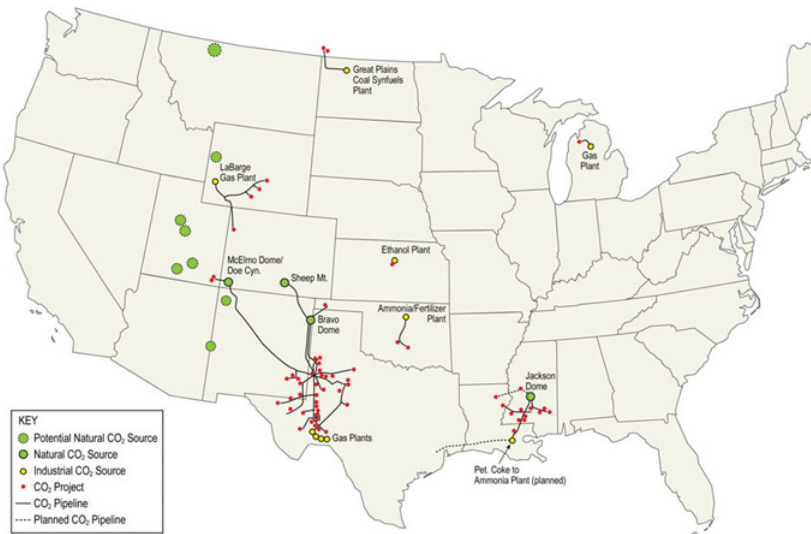 Great Plains
Coal Synfuels
Plant
Gas
Plant
LaBarge
Gas Plant
McElmo Dome/
Doe Cyn.
Sheep Mt.
Ethanol Plant
Bravo
Dome
Ammonia/Fertilizer
Plant
Jackson
Dome
Gas Plants
Pet. Coke to
Ammonia Plant (planned)
KEY
Potential Natural CO₂ Source
Natural CO₂ Source
Industrial CO₂ Source
CO₂ Project
CO₂ Pipeline
Planned CO₂ Pipeline